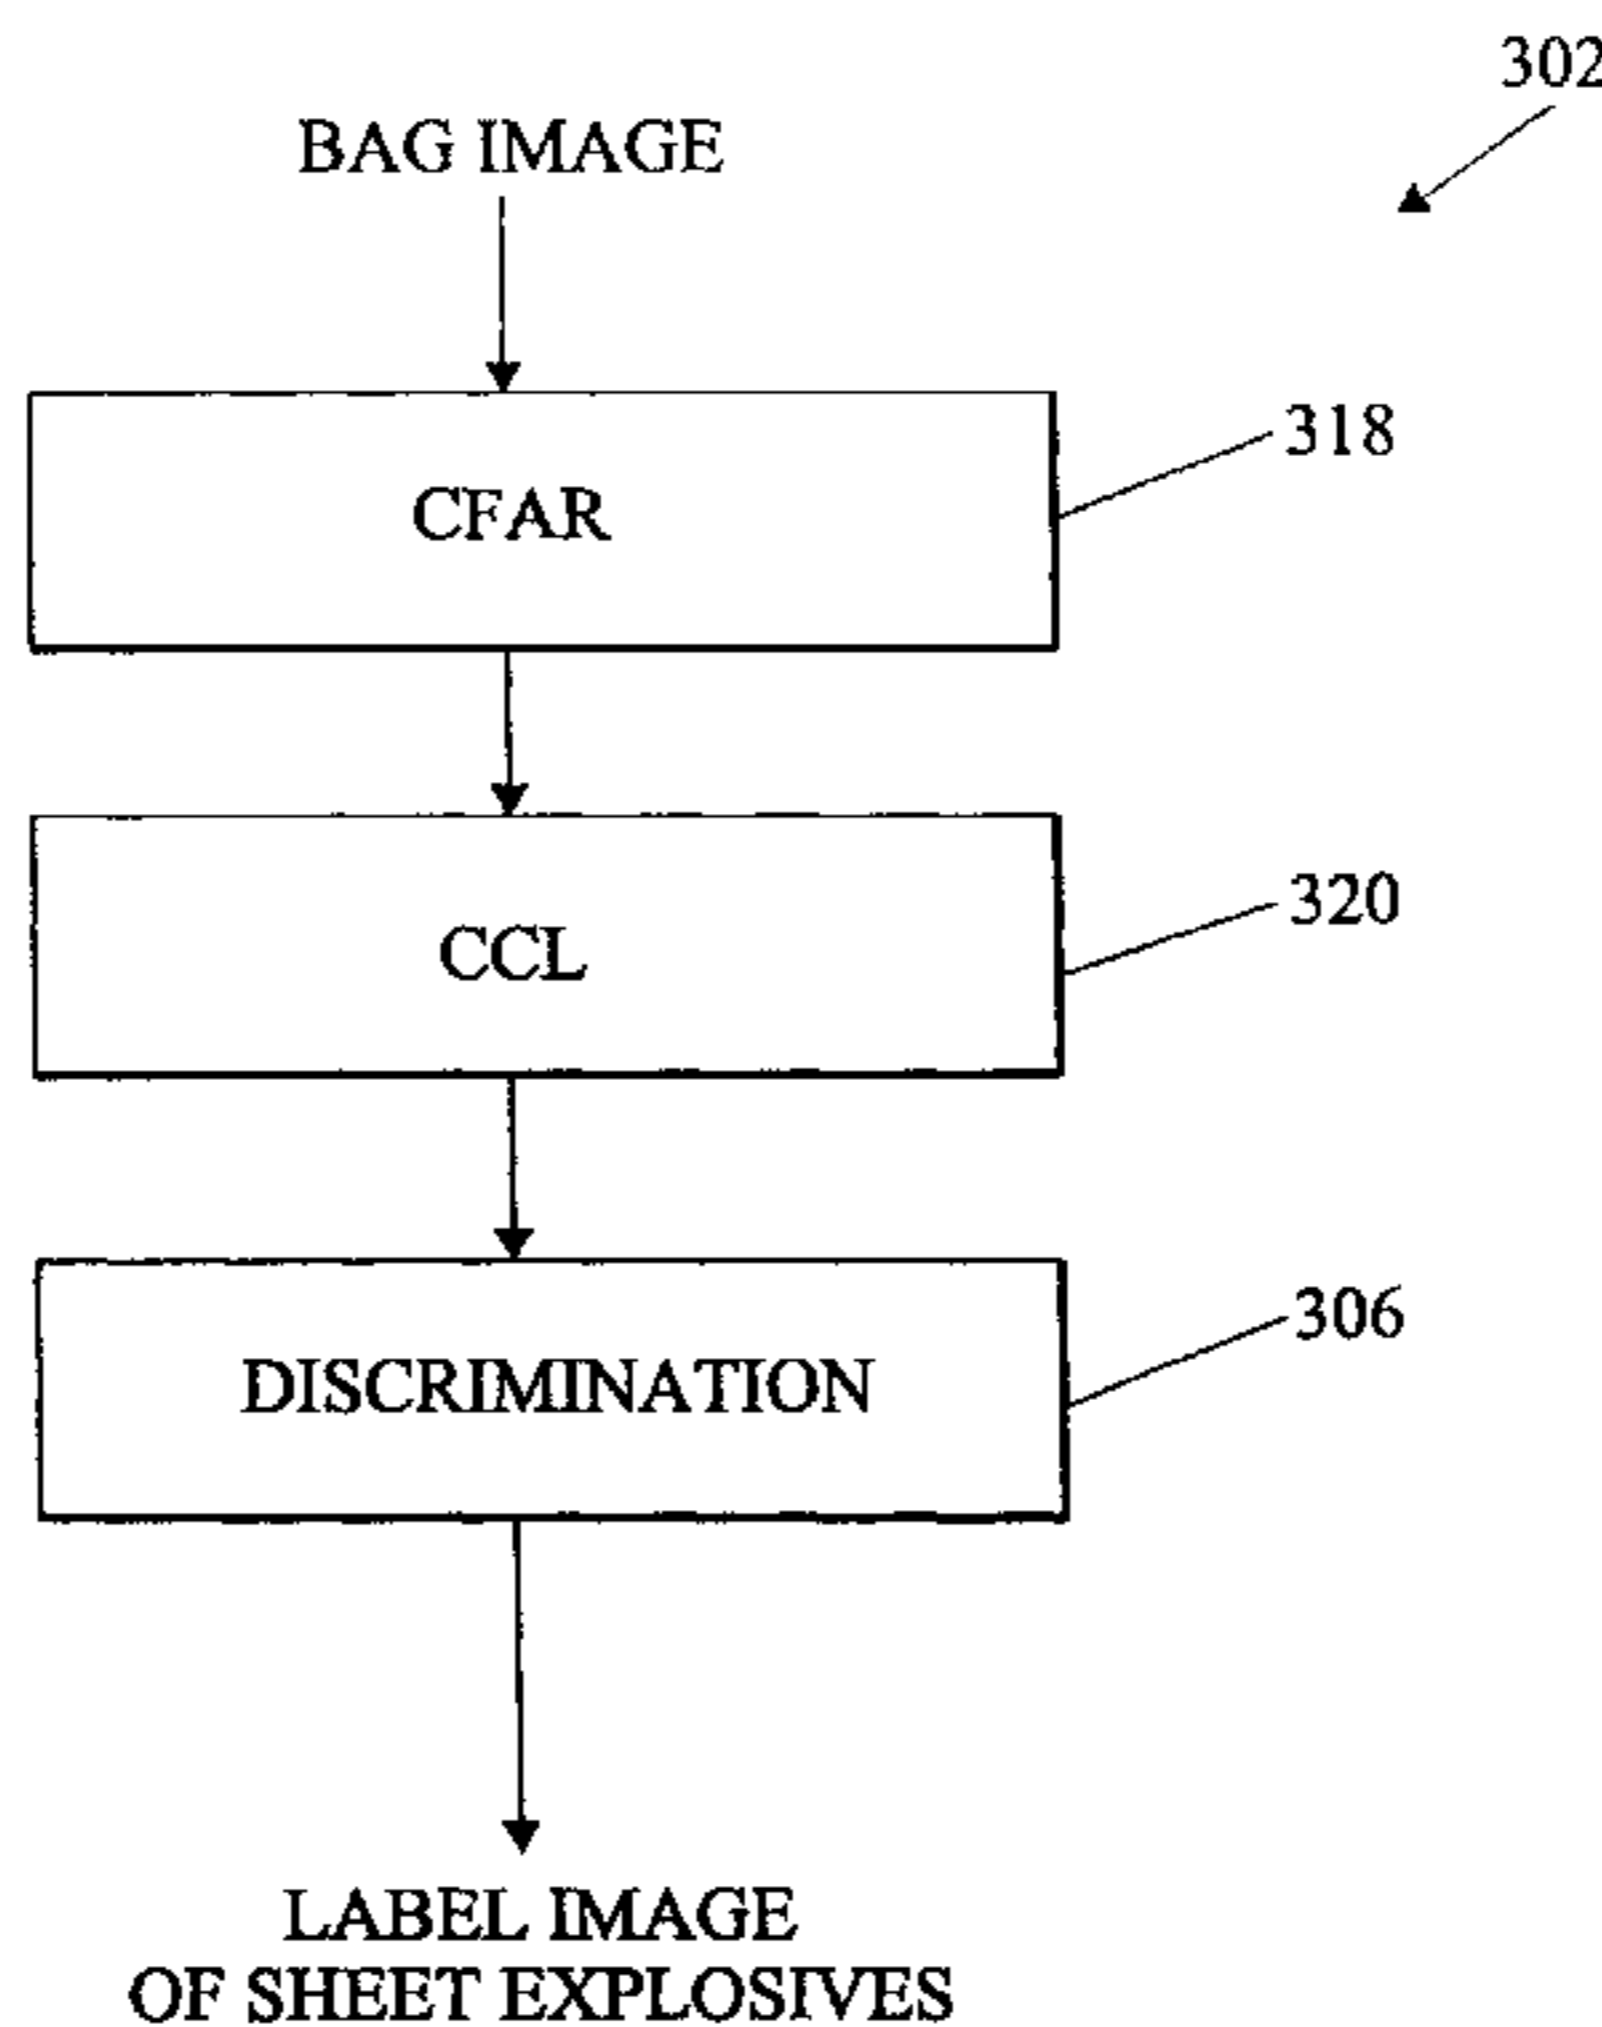 302
BAG IMAGE
CFAR
318
CCL
320
DISCRIMINATION
306
LABEL IMAGE
OF SHEET EXPLOSIVES